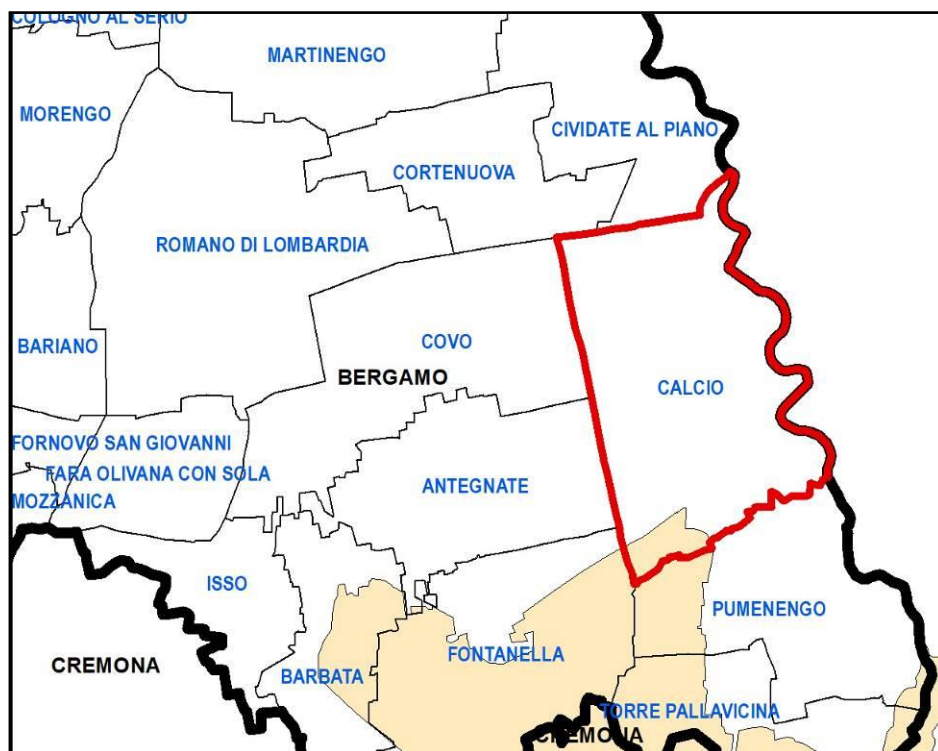 COLOGNO AL SERIO
MARTINENGO
MORENGO
CIVIDATE AL PIANO
CORTENUOVA
ROMANO DI LOMBARDIA
BARIANO
COVO
BERGAMO
CALCIO
FORNOVO SAN GIOVANNI
FARA OLIVANA CON SOLA
MOZZANICA
ANTEGNATE
ISSO
PUMENENGO
CREMONA
BARBATA
FONTANELLA
TORRE PALLAVICINA
CREMONA